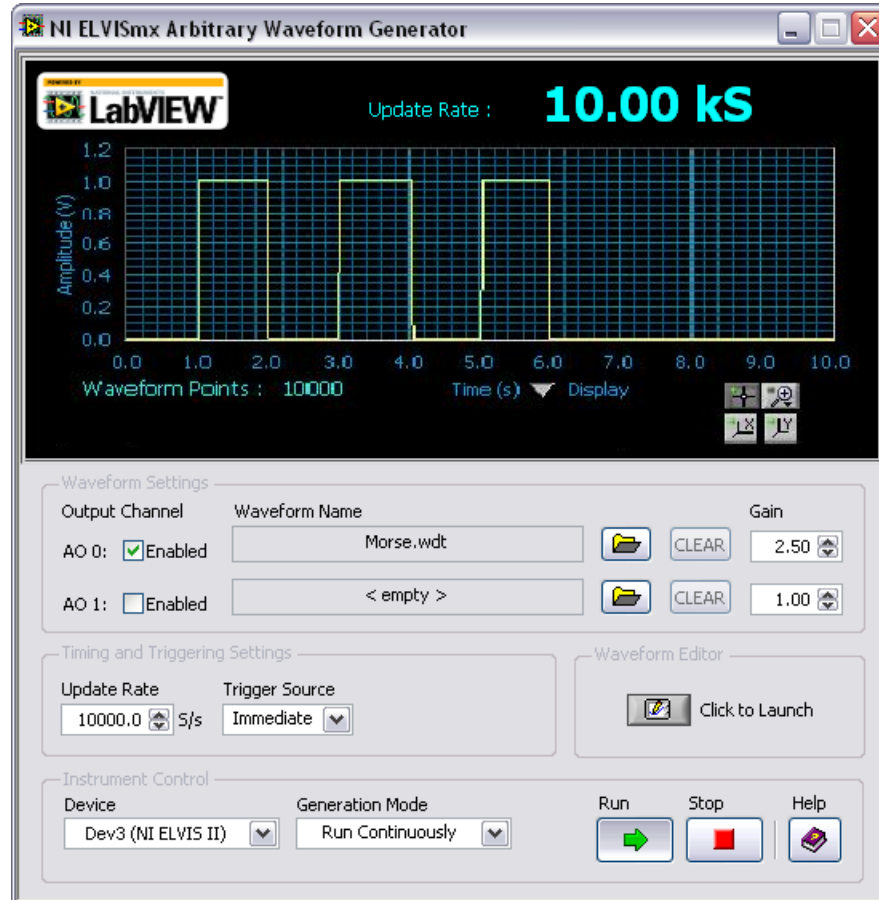 NI ELVISmx Arbitrary Waveform Generator
POWERED BY
NATIONAL INSTRUMENTS
LabVIEW
Update Rate : 10.00 kS
Amplitude (V)
1.2
1.0
0.8
0.6
0.4
0.2
0.0
0.0 1.0 2.0 3.0 4.0 5.0 6.0 7.0 8.0 9.0 10.0
Waveform Points : 10000 Time (s) Display
X Y
Waveform Settings
Output Channel Waveform Name Gain
AO 0: Enabled Morse.wdt CLEAR 2.50
AO 1: Enabled < empty > CLEAR 1.00
Timing and Triggering Settings
Update Rate Trigger Source
10000.0 S/s Immediate
Waveform Editor
Click to Launch
Instrument Control
Device Generation Mode Run Stop Help
Dev3 (NI ELVIS II) Run Continuously